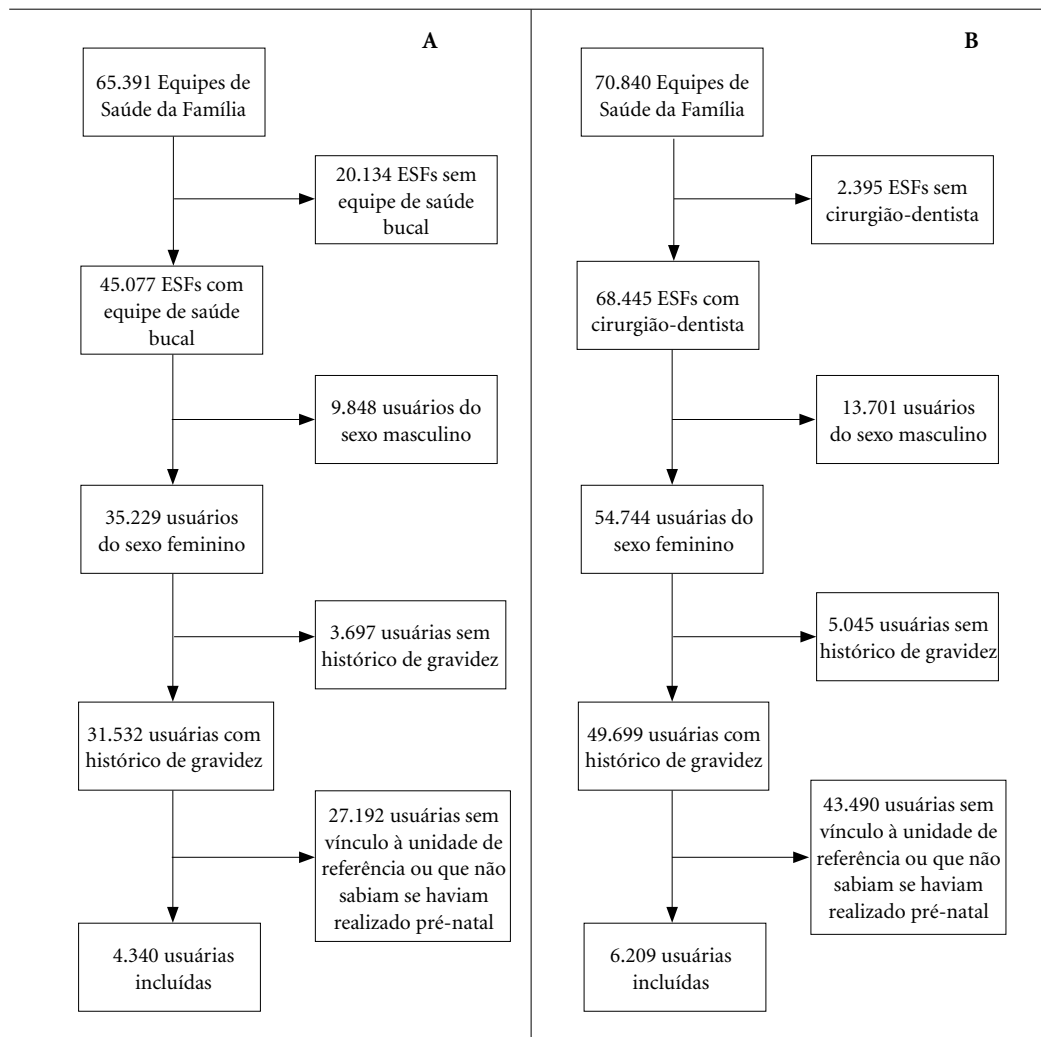 A
65.391 Equipes de
Saúde da Família
20.134 ESFs sem
equipe de saúde
bucal
45.077 ESFs com
equipe de saúde
bucal
9.848 usuários do
sexo masculino
35.229 usuários
do sexo feminino
3.697 usuárias sem
histórico de gravidez
31.532 usuárias com
histórico de gravidez
27.192 usuárias sem
vínculo à unidade de
referência ou que não
sabiam se haviam
realizado pré-natal
4.340 usuárias
incluídas
B
70.840 Equipes de
Saúde da Família
2.395 ESFs sem
cirurgião-dentista
68.445 ESFs com
cirurgião-dentista
13.701 usuários
do sexo masculino
54.744 usuárias do
sexo feminino
5.045 usuárias sem
histórico de gravidez
49.699 usuárias com
histórico de gravidez
43.490 usuárias sem
vínculo à unidade de
referência ou que não
sabiam se haviam
realizado pré-natal
6.209 usuárias
incluídas